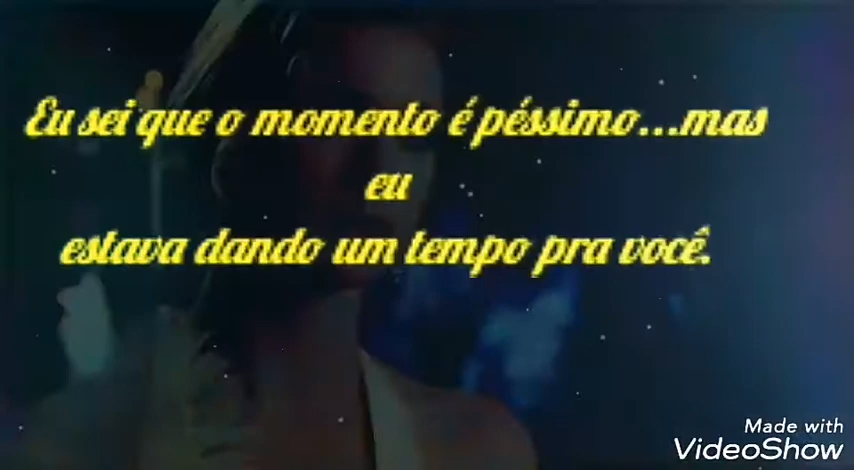 Eu sei que o momento é péssimo...mas
eu
estava dando um tempo pra você.
Made with
VideoShow